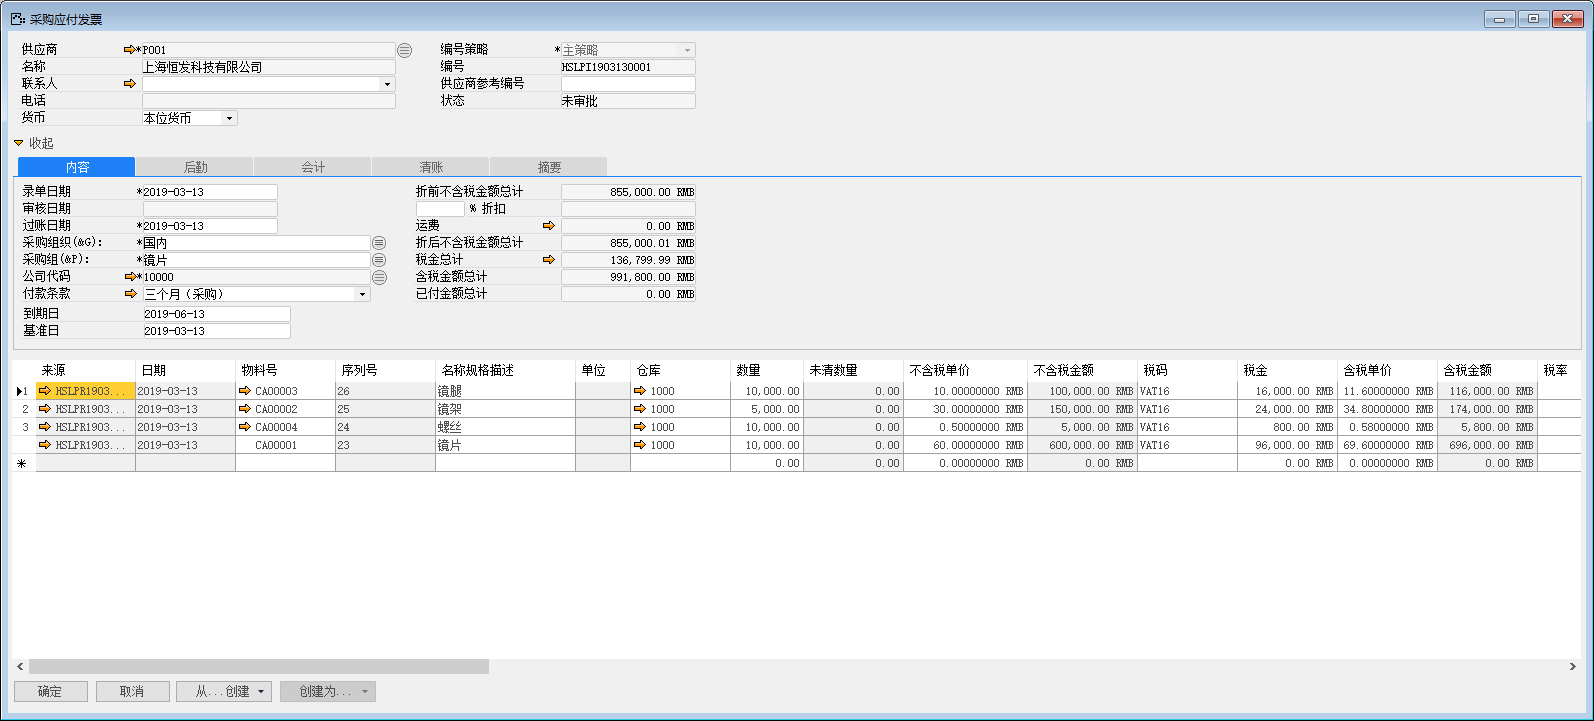 采购应付发票
供应商 *P001 编号策略 *主策略
名称 上海恒发科技有限公司 编号 HSLPI1903130001
联系人 供应商参考编号
电话 状态 未审批
货币 本位货币
收起
内容 后勤 会计 清账 摘要
录单日期 *2019-03-13 折前不含税金额总计 855,000.00 RMB
审核日期 % 折扣
过账日期 *2019-03-13 运费 0.00 RMB
采购组织(&G): *国内 折后不含税金额总计 855,000.01 RMB
采购组(&P): *镜片 税金总计 136,799.99 RMB
公司代码 *10000 含税金额总计 991,800.00 RMB
付款条款 三个月（采购） 已付金额总计 0.00 RMB
到期日 2019-06-13
基准日 2019-03-13
来源 日期 物料号 序列号 名称规格描述 单位 仓库 数量 未清数量 不含税单价 不含税金额 税码 税金 含税单价 含税金额 税率
1 HSLPR1903... 2019-03-13 CA00003 26 镜腿 1000 10,000.00 0.00 10.00000000 RMB 100,000.00 RMB VAT16 16,000.00 RMB 11.60000000 RMB 116,000.00 RMB
2 HSLPR1903... 2019-03-13 CA00002 25 镜架 1000 5,000.00 0.00 30.00000000 RMB 150,000.00 RMB VAT16 24,000.00 RMB 34.80000000 RMB 174,000.00 RMB
3 HSLPR1903... 2019-03-13 CA00004 24 螺丝 1000 10,000.00 0.00 0.50000000 RMB 5,000.00 RMB VAT16 800.00 RMB 0.58000000 RMB 5,800.00 RMB
HSLPR1903... 2019-03-13 CA00001 23 镜片 1000 10,000.00 0.00 60.00000000 RMB 600,000.00 RMB VAT16 96,000.00 RMB 69.60000000 RMB 696,000.00 RMB
* 0.00 0.00 0.00000000 RMB 0.00 RMB 0.00 RMB 0.00000000 RMB 0.00 RMB
确定 取消 从...创建 创建为...